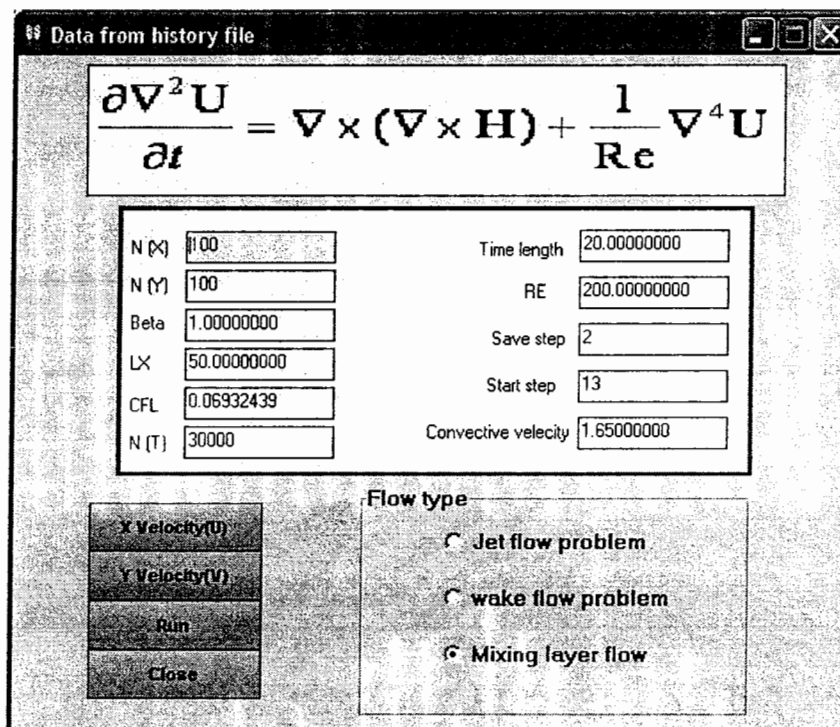 Data from history file
∂∇²U/∂t = ∇ × (∇ × H) + 1/Re ∇⁴U
N (X) 100
N (Y) 100
Beta 1.00000000
LX 50.00000000
CFL 0.06932439
N (T) 30000
Time length 20.00000000
RE 200.00000000
Save step 2
Start step 13
Convective velecity 1.65000000
X Velocity(U)
Y Velocity(V)
Run
Close
Flow type
Jet flow problem
wake flow problem
Mixing layer flow